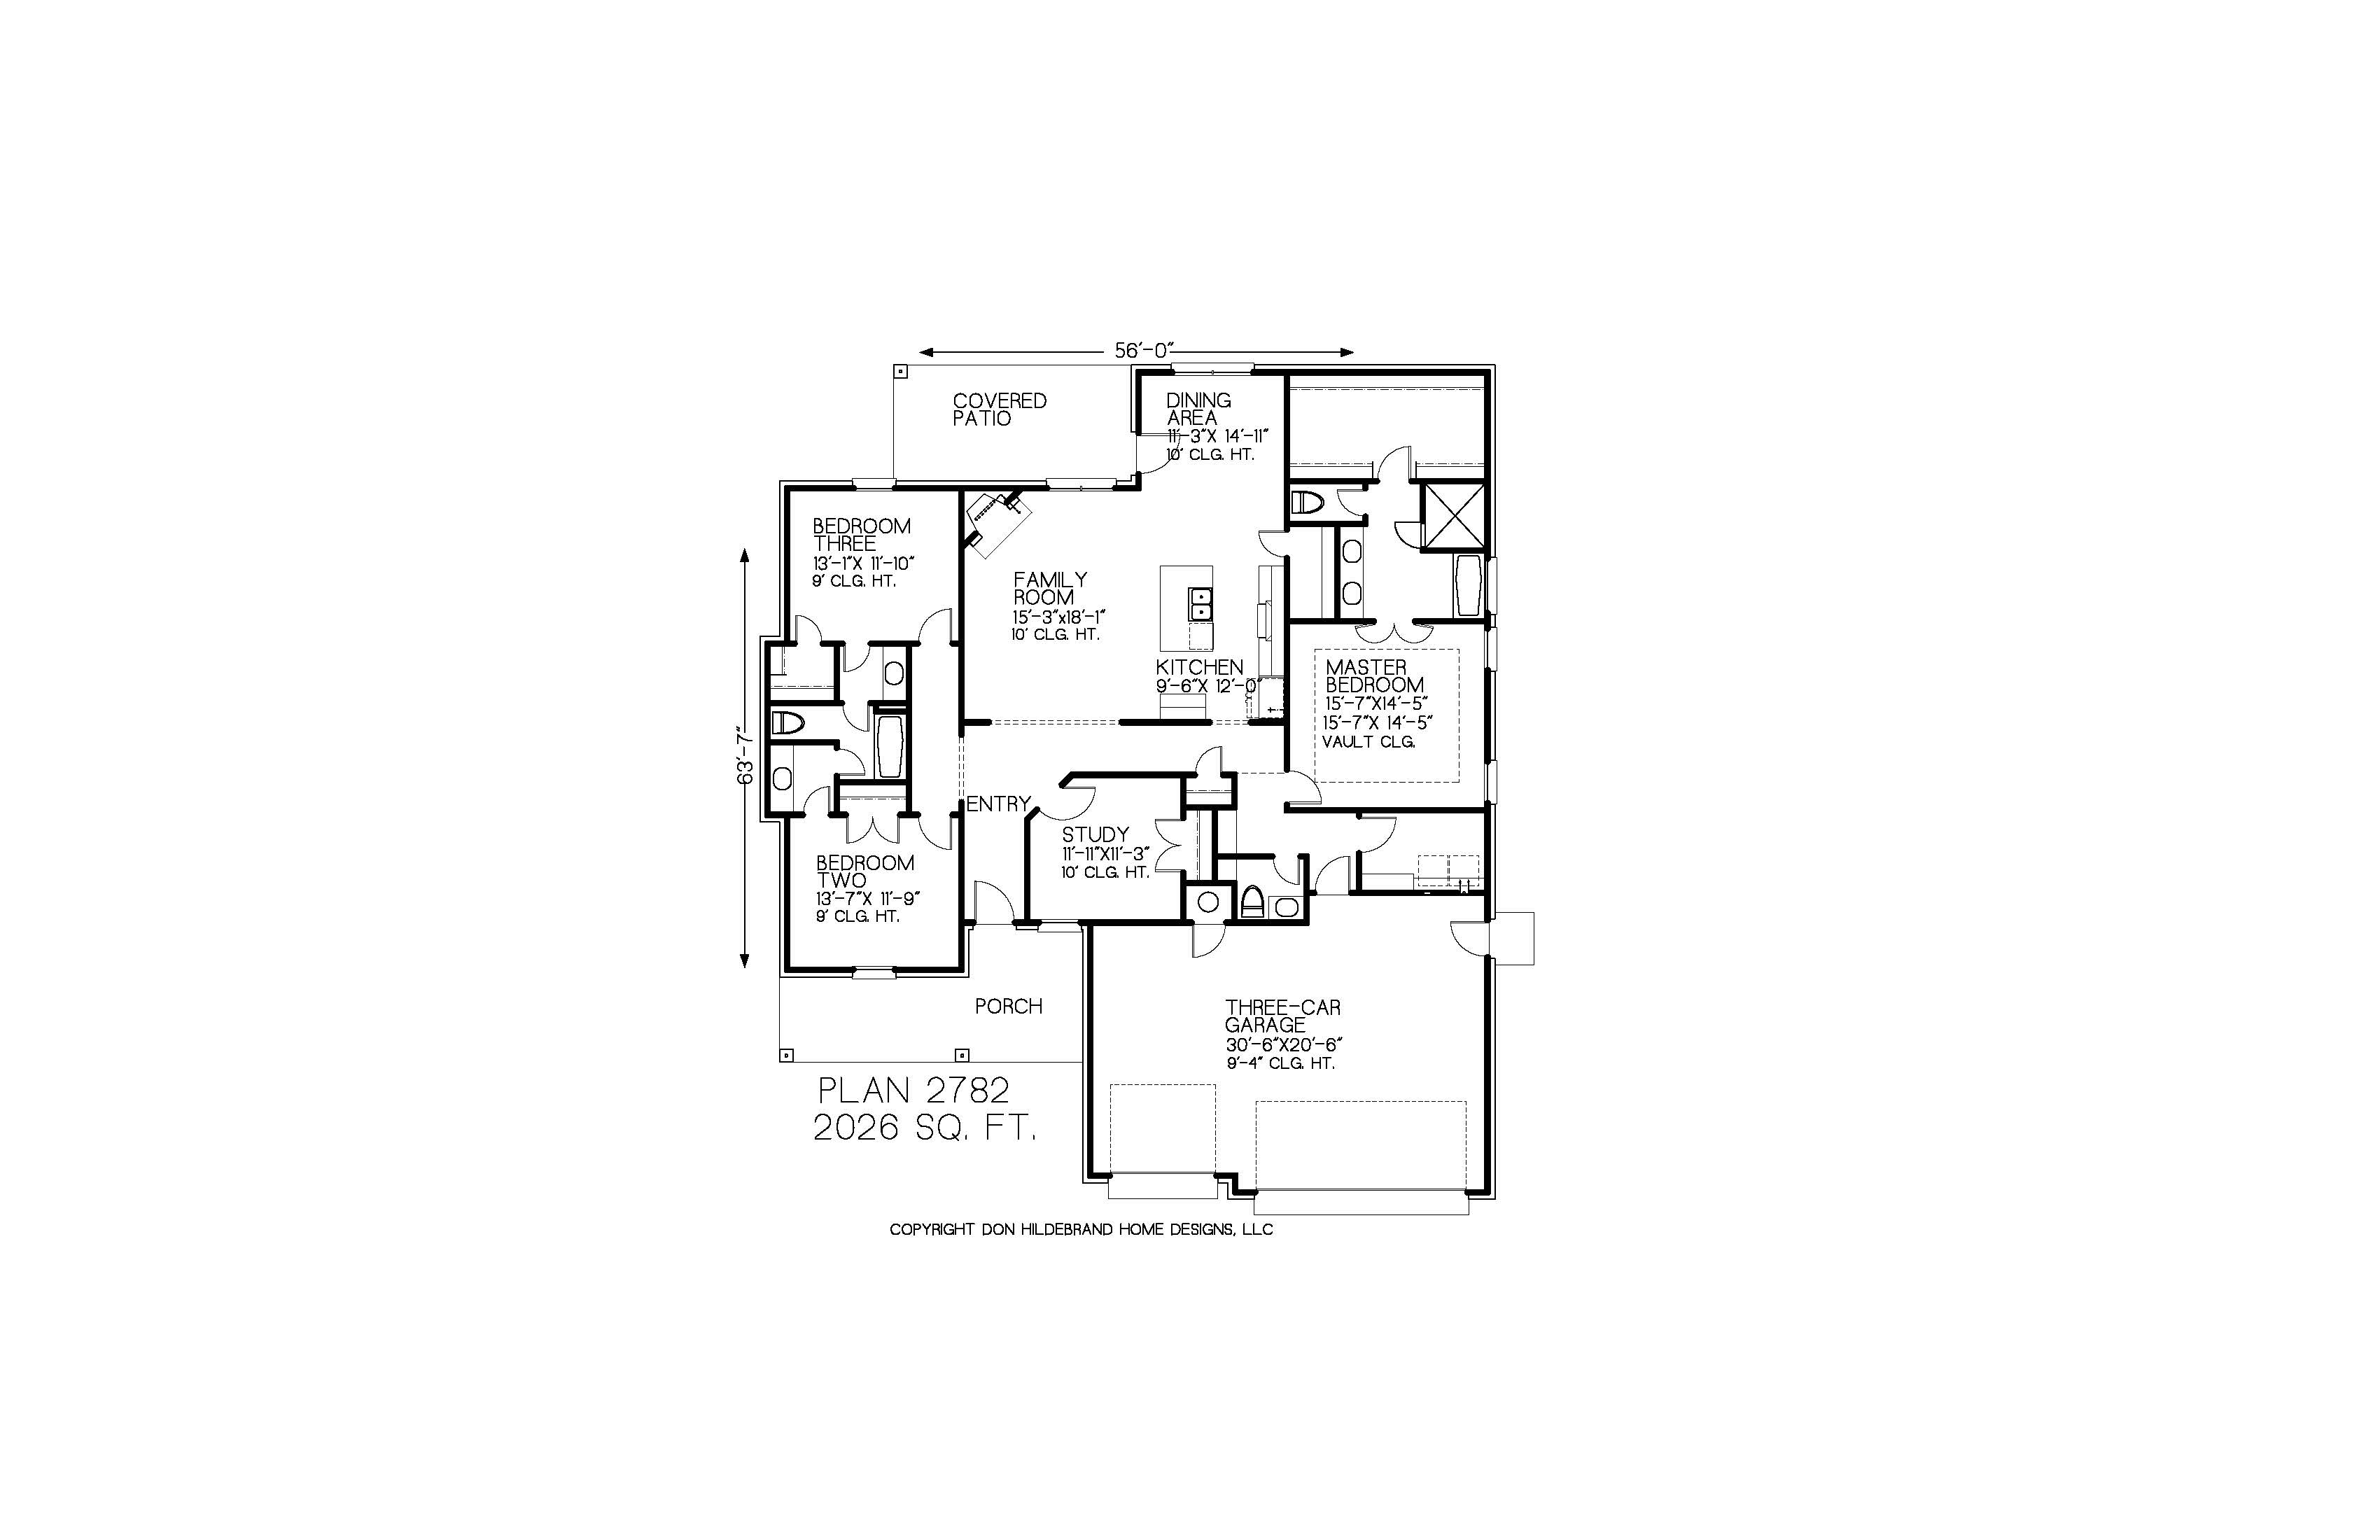 56'-0"
COVERED
PATIO
DINING
AREA
11'-3"X 14'-11"
10' CLG. HT.
BEDROOM
THREE
13'-1"X 11'-10"
9' CLG. HT.
FAMILY
ROOM
15'-3"x18'-1"
10' CLG. HT.
KITCHEN
9'-6"X 12'-0"
MASTER
BEDROOM
15'-7"X14'-5"
15'-7"X 14'-5"
VAULT CLG.
63'-7"
ENTRY
STUDY
11'-11"X11'-3"
10' CLG. HT.
BEDROOM
TWO
13'-7"X 11'-9"
9' CLG. HT.
PORCH
THREE-CAR
GARAGE
30'-6"X20'-6"
9'-4" CLG. HT.
PLAN 2782
2026 SQ. FT.
COPYRIGHT DON HILDEBRAND HOME DESIGNS, LLC